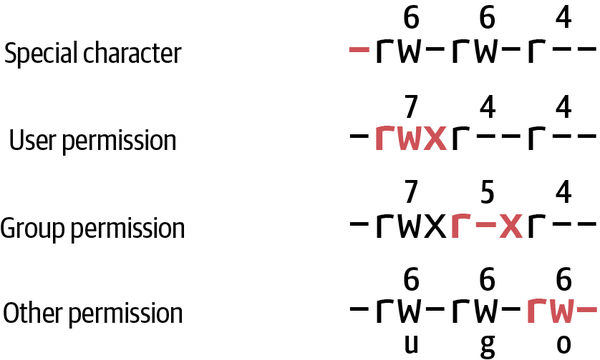 6 6 4
Special character -rw-rw-r--
7 4 4
User permission -rwxr--r--
7 5 4
Group permission -rwxr-xr--
6 6 6
Other permission -rw-rw-rw-
u g o